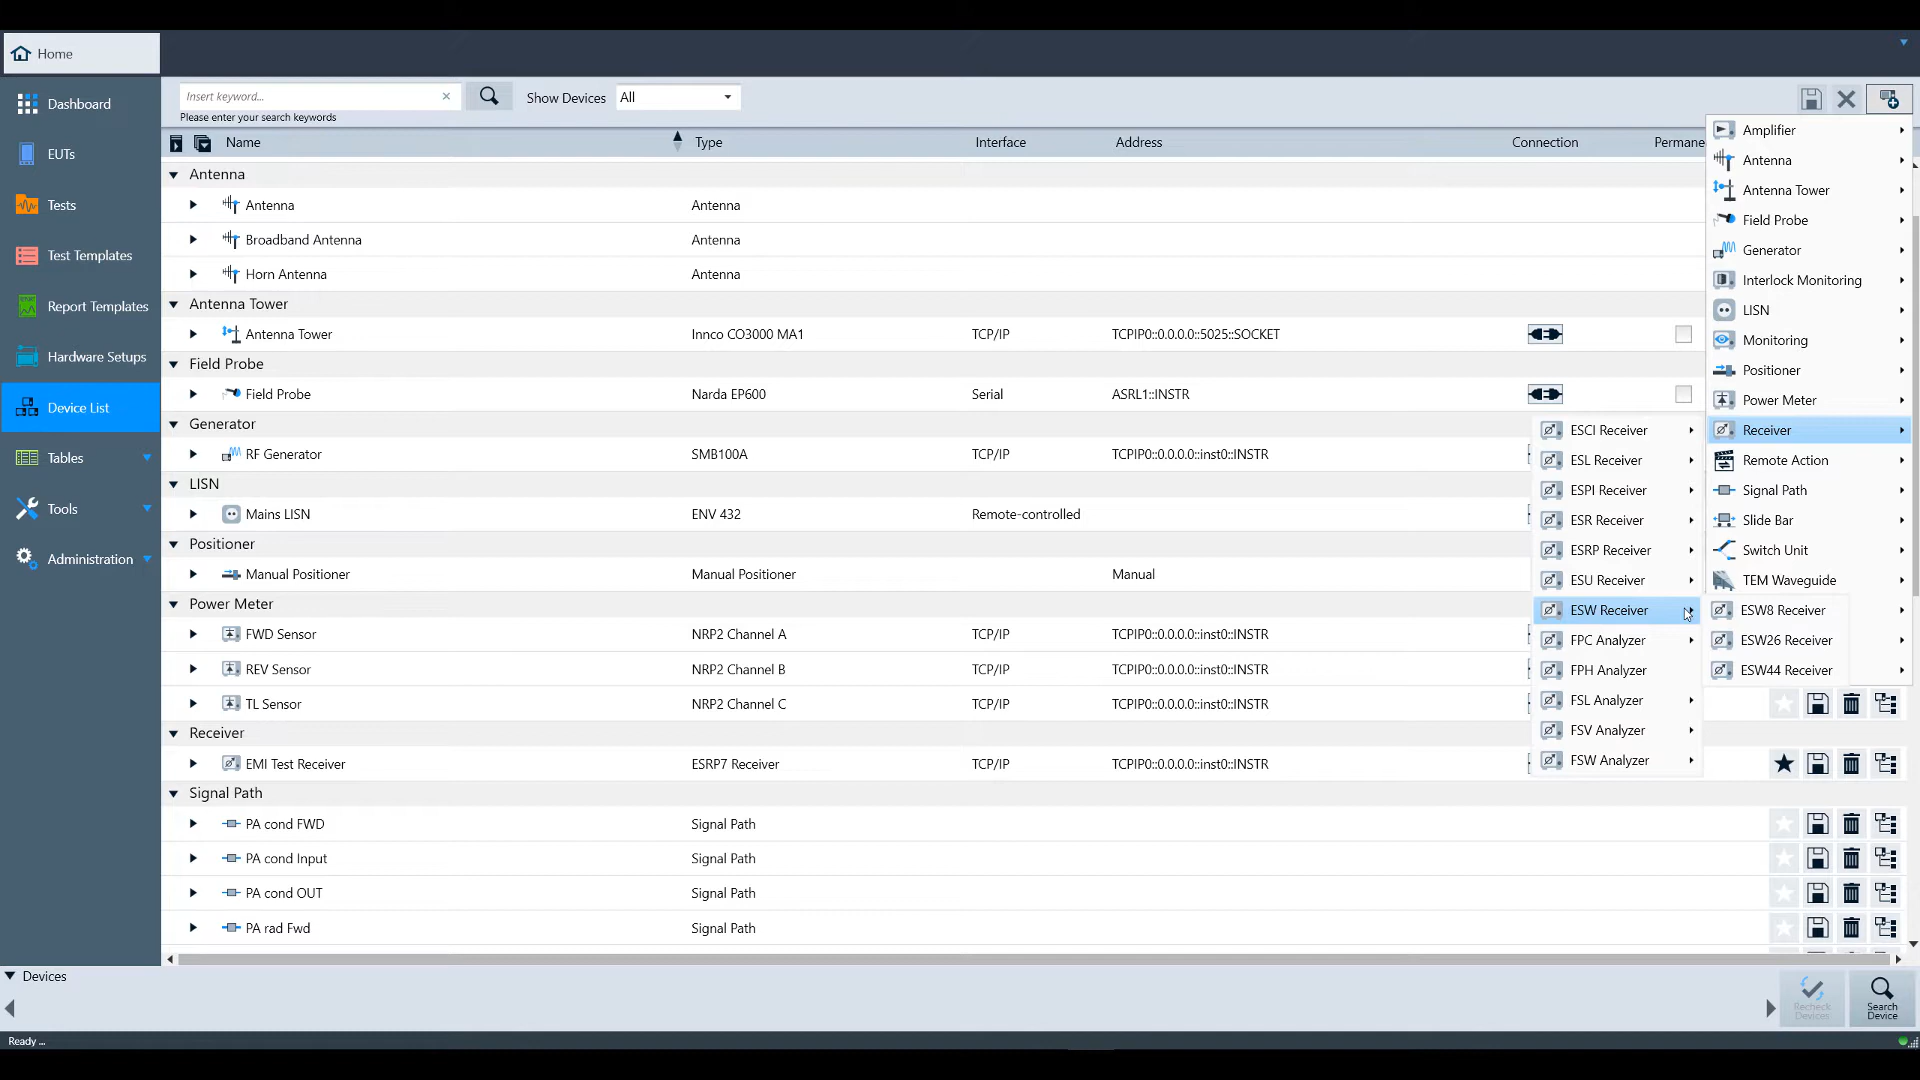 Home
Dashboard
EUTs
Tests
Test Templates
Report Templates
Hardware Setups
Device List
Tables
Tools
Administration
Insert keyword...
Please enter your search keywords
Show Devices All
Name Type Interface Address Connection Permane
Antenna
Antenna Antenna
Broadband Antenna Antenna
Horn Antenna Antenna
Antenna Tower
Antenna Tower Innco CO3000 MA1 TCP/IP TCPIP0::0.0.0.0::5025::SOCKET
Field Probe
Field Probe Narda EP600 Serial ASRL1::INSTR
Generator
RF Generator SMB100A TCP/IP TCPIP0::0.0.0.0::inst0::INSTR
LISN
Mains LISN ENV 432 Remote-controlled
Positioner
Manual Positioner Manual Positioner Manual
Power Meter
FWD Sensor NRP2 Channel A TCP/IP TCPIP0::0.0.0.0::inst0::INSTR
REV Sensor NRP2 Channel B TCP/IP TCPIP0::0.0.0.0::inst0::INSTR
TL Sensor NRP2 Channel C TCP/IP TCPIP0::0.0.0.0::inst0::INSTR
Receiver
EMI Test Receiver ESRP7 Receiver TCP/IP TCPIP0::0.0.0.0::inst0::INSTR
Signal Path
PA cond FWD Signal Path
PA cond Input Signal Path
PA cond OUT Signal Path
PA rad Fwd Signal Path
Amplifier
Antenna
Antenna Tower
Field Probe
Generator
Interlock Monitoring
LISN
Monitoring
Positioner
Power Meter
Receiver
Remote Action
Signal Path
Slide Bar
Switch Unit
TEM Waveguide
ESCI Receiver
ESL Receiver
ESPI Receiver
ESR Receiver
ESRP Receiver
ESU Receiver
ESW Receiver
FPC Analyzer
FPH Analyzer
FSL Analyzer
FSV Analyzer
FSW Analyzer
ESW8 Receiver
ESW26 Receiver
ESW44 Receiver
Devices
Recheck
Devices
Search
Device
Ready ...